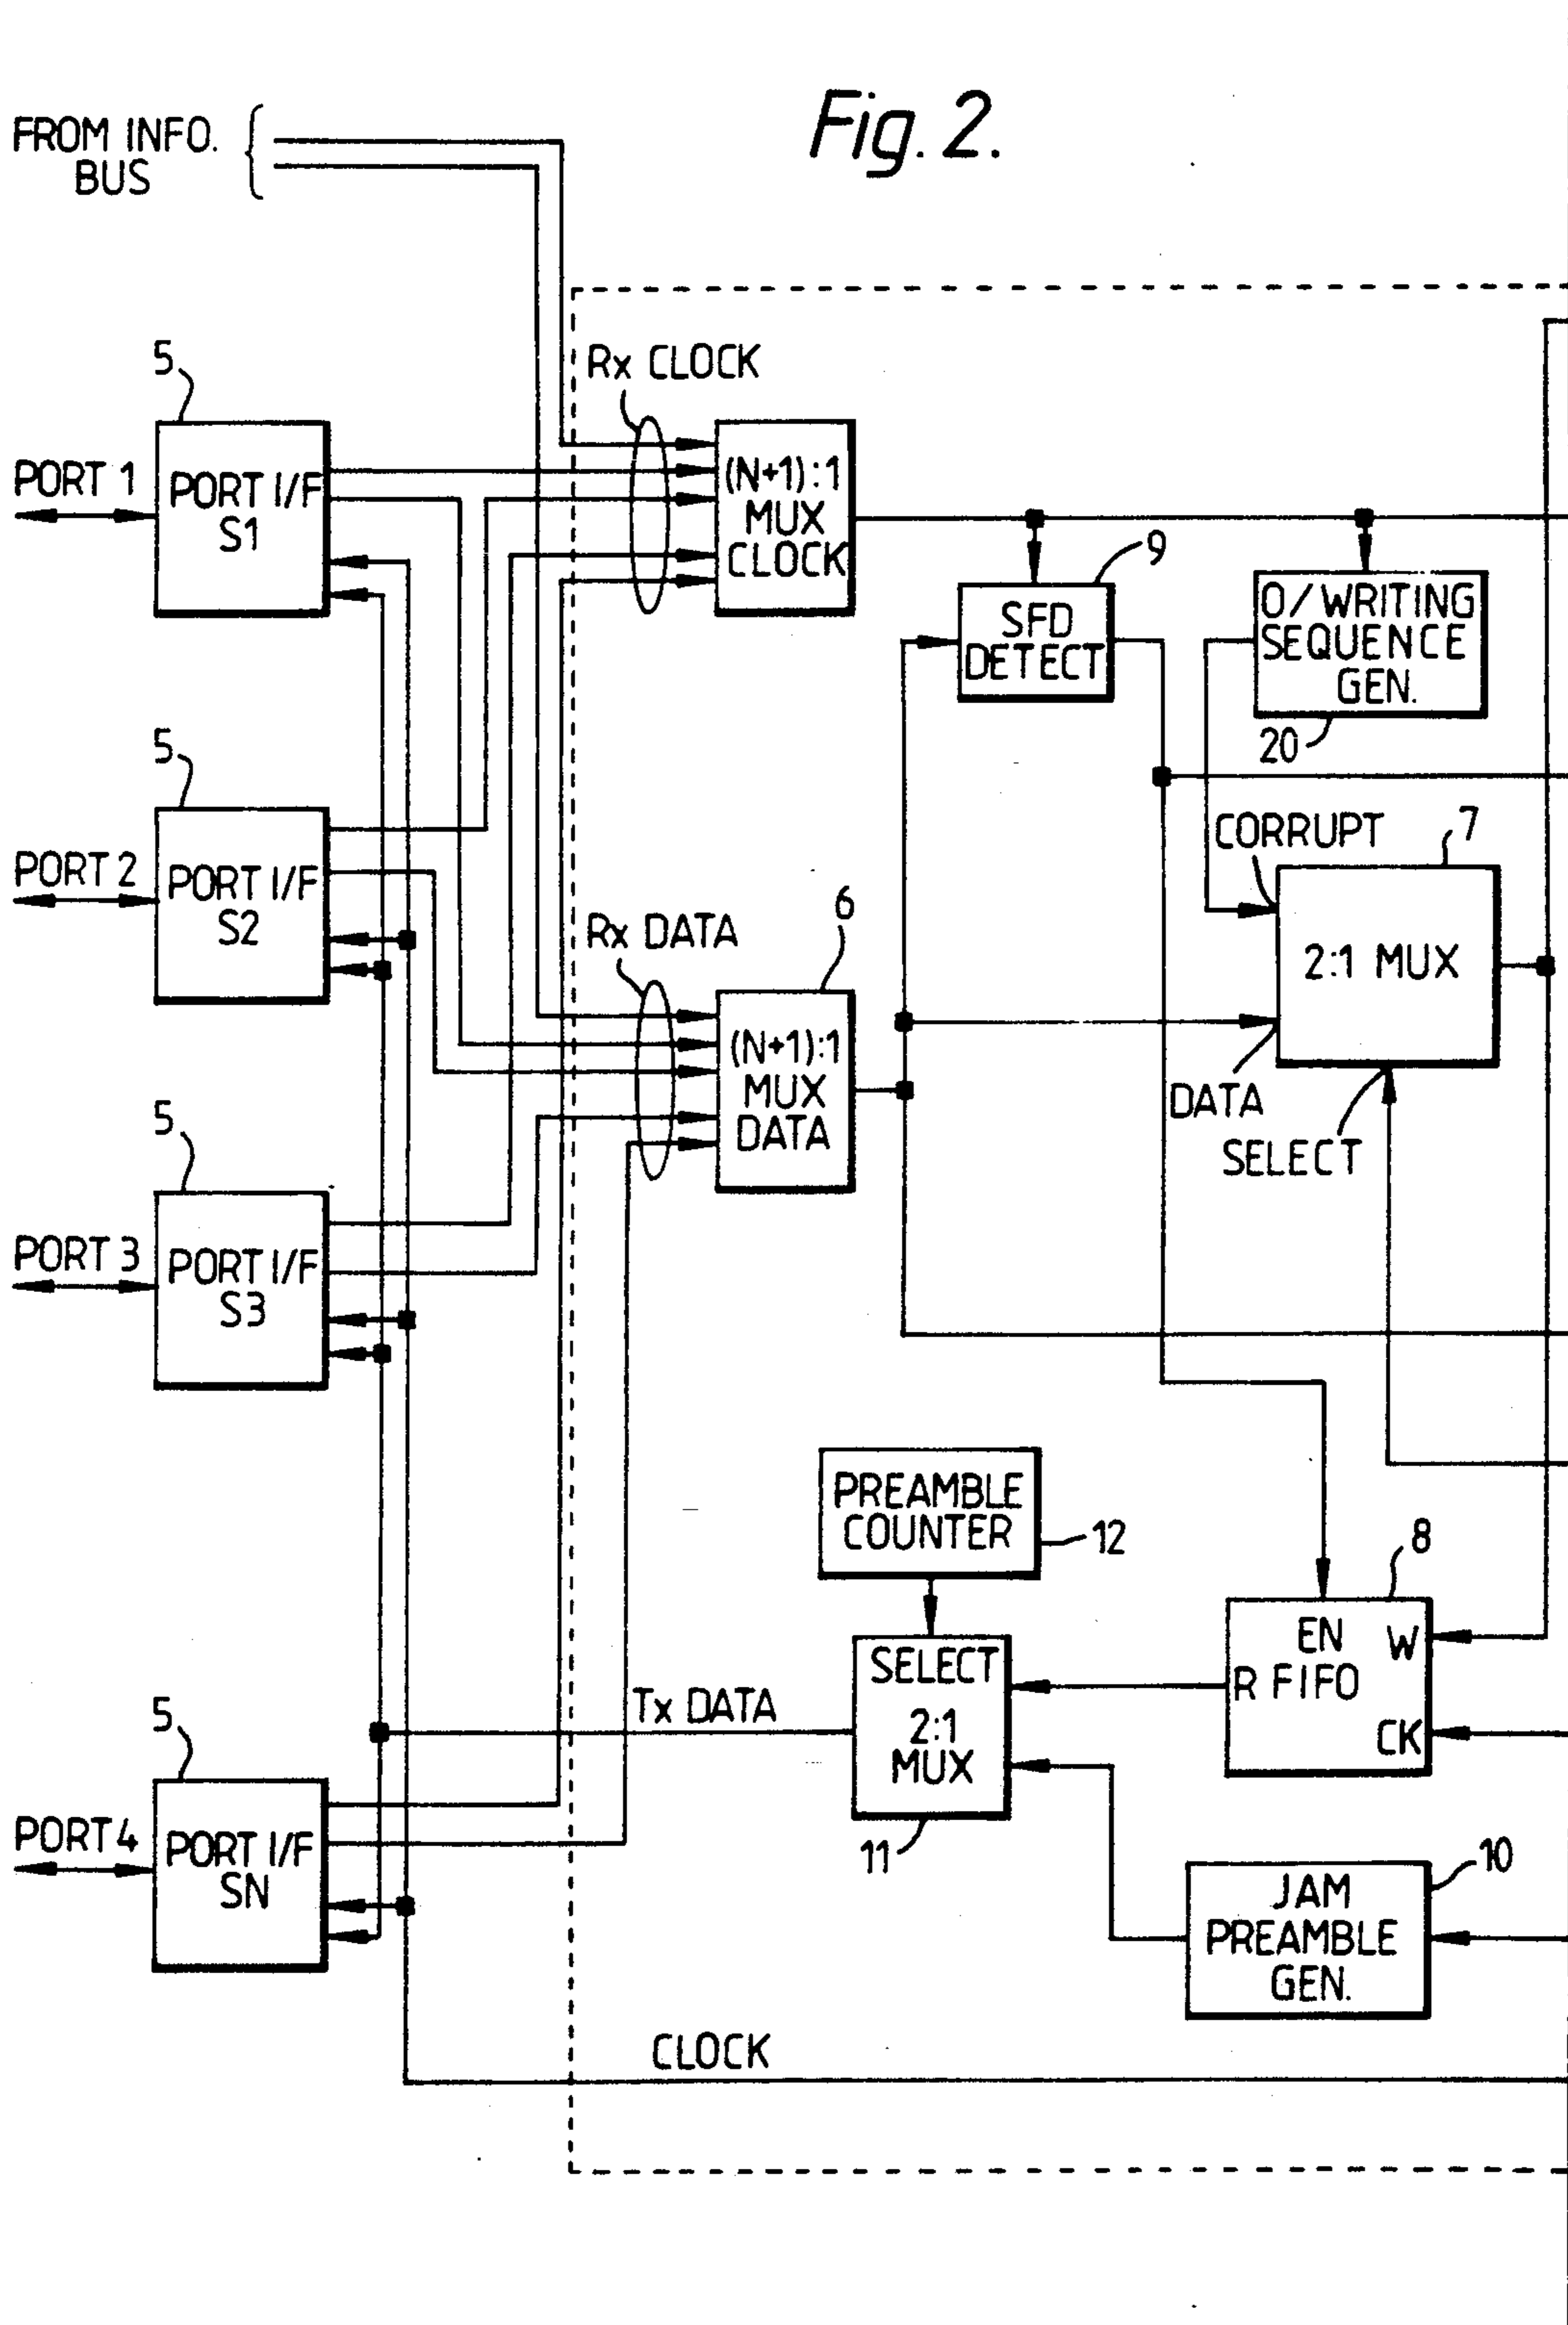 Fig. 2.
FROM INFO.
BUS
5
PORT 1
PORT I/F
S1
Rx CLOCK
(N+1):1
MUX
CLOCK
9
SFD
DETECT
O/WRITING
SEQUENCE
GEN.
20
5
PORT 2
PORT I/F
S2
CORRUPT
7
2:1 MUX
DATA
SELECT
Rx DATA
6
(N+1):1
MUX
DATA
5
PORT 3
PORT I/F
S3
PREAMBLE
COUNTER
12
8
EN
W
R FIFO
CK
SELECT
2:1
MUX
11
Tx DATA
5
PORT 4
PORT I/F
SN
10
JAM
PREAMBLE
GEN.
CLOCK